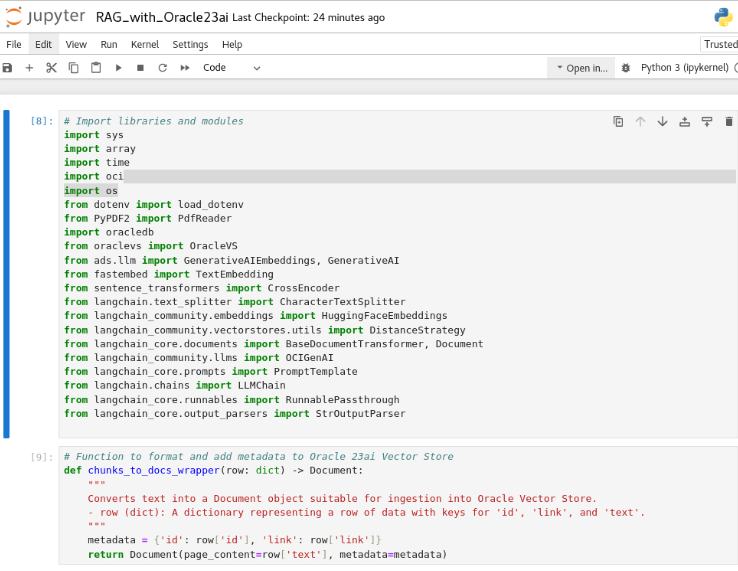 jupyter RAG_with_Oracle23ai Last Checkpoint: 24 minutes ago
File Edit View Run Kernel Settings Help Trusted
Code Open in... Python 3 (ipykernel)
[8]: # Import libraries and modules
import sys
import array
import time
import oci
import os
from dotenv import load_dotenv
from PyPDF2 import PdfReader
import oracledb
from oraclevs import OracleVS
from ads.llm import GenerativeAIEmbeddings, GenerativeAI
from fastembed import TextEmbedding
from sentence_transformers import CrossEncoder
from langchain.text_splitter import CharacterTextSplitter
from langchain_community.embeddings import HuggingFaceEmbeddings
from langchain_community.vectorstores.utils import DistanceStrategy
from langchain_core.documents import BaseDocumentTransformer, Document
from langchain_community.llms import OCIGenAI
from langchain_core.prompts import PromptTemplate
from langchain.chains import LLMChain
from langchain_core.runnables import RunnablePassthrough
from langchain_core.output_parsers import StrOutputParser
[9]: # Function to format and add metadata to Oracle 23ai Vector Store
def chunks_to_docs_wrapper(row: dict) -> Document:
    """
    Converts text into a Document object suitable for ingestion into Oracle Vector Store.
    - row (dict): A dictionary representing a row of data with keys for 'id', 'link', and 'text'.
    """
    metadata = {'id': row['id'], 'link': row['link']}
    return Document(page_content=row['text'], metadata=metadata)